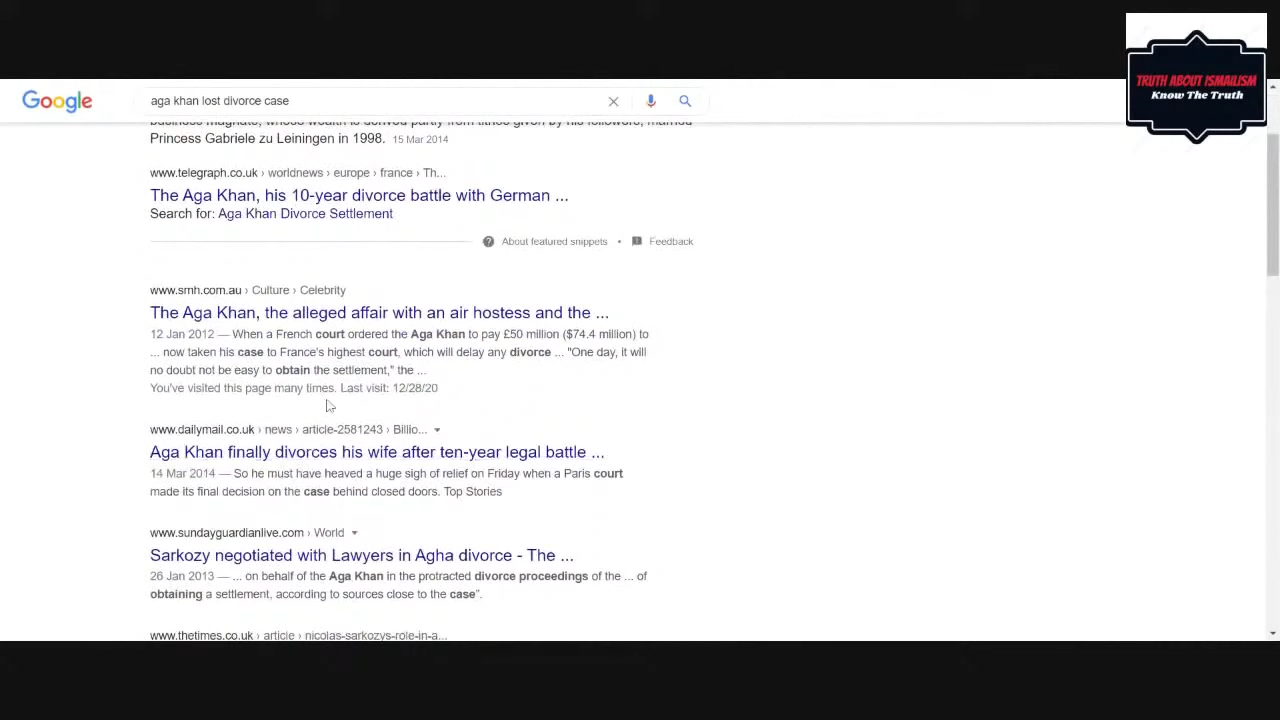 TRUTH ABOUT ISMAILISM
Know The Truth
Google
aga khan lost divorce case
business magnate, whose wealth is derived partly from tithes given by his followers, married
Princess Gabriele zu Leiningen in 1998. 15 Mar 2014
www.telegraph.co.uk › worldnews › europe › france › Th...
The Aga Khan, his 10-year divorce battle with German ...
Search for: Aga Khan Divorce Settlement
About featured snippets • Feedback
www.smh.com.au › Culture › Celebrity
The Aga Khan, the alleged affair with an air hostess and the ...
12 Jan 2012 — When a French court ordered the Aga Khan to pay £50 million ($74.4 million) to
... now taken his case to France's highest court, which will delay any divorce ... "One day, it will
no doubt not be easy to obtain the settlement," the ...
You've visited this page many times. Last visit: 12/28/20
www.dailymail.co.uk › news › article-2581243 › Billio...
Aga Khan finally divorces his wife after ten-year legal battle ...
14 Mar 2014 — So he must have heaved a huge sigh of relief on Friday when a Paris court
made its final decision on the case behind closed doors. Top Stories
www.sundayguardianlive.com › World
Sarkozy negotiated with Lawyers in Agha divorce - The ...
26 Jan 2013 — ... on behalf of the Aga Khan in the protracted divorce proceedings of the ... of
obtaining a settlement, according to sources close to the case".
www.thetimes.co.uk › article › nicolas-sarkozys-role-in-a...